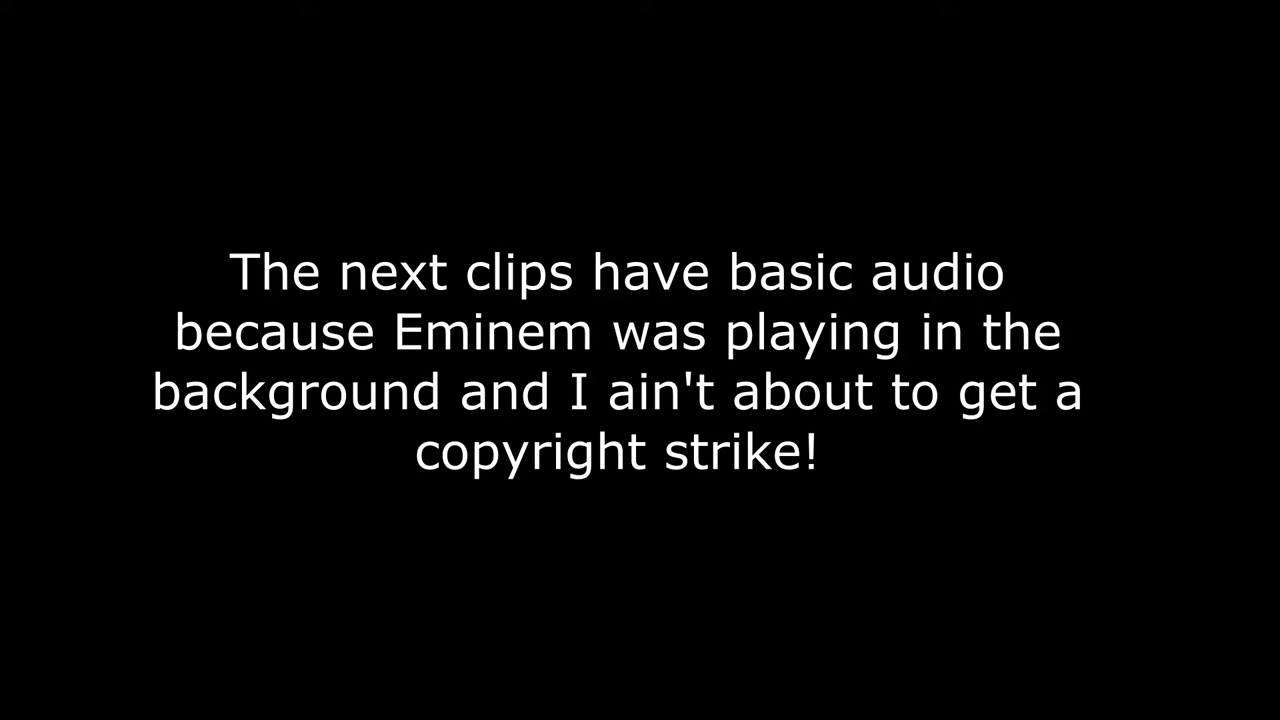 The next clips have basic audio
because Eminem was playing in the
background and I ain't about to get a
copyright strike!